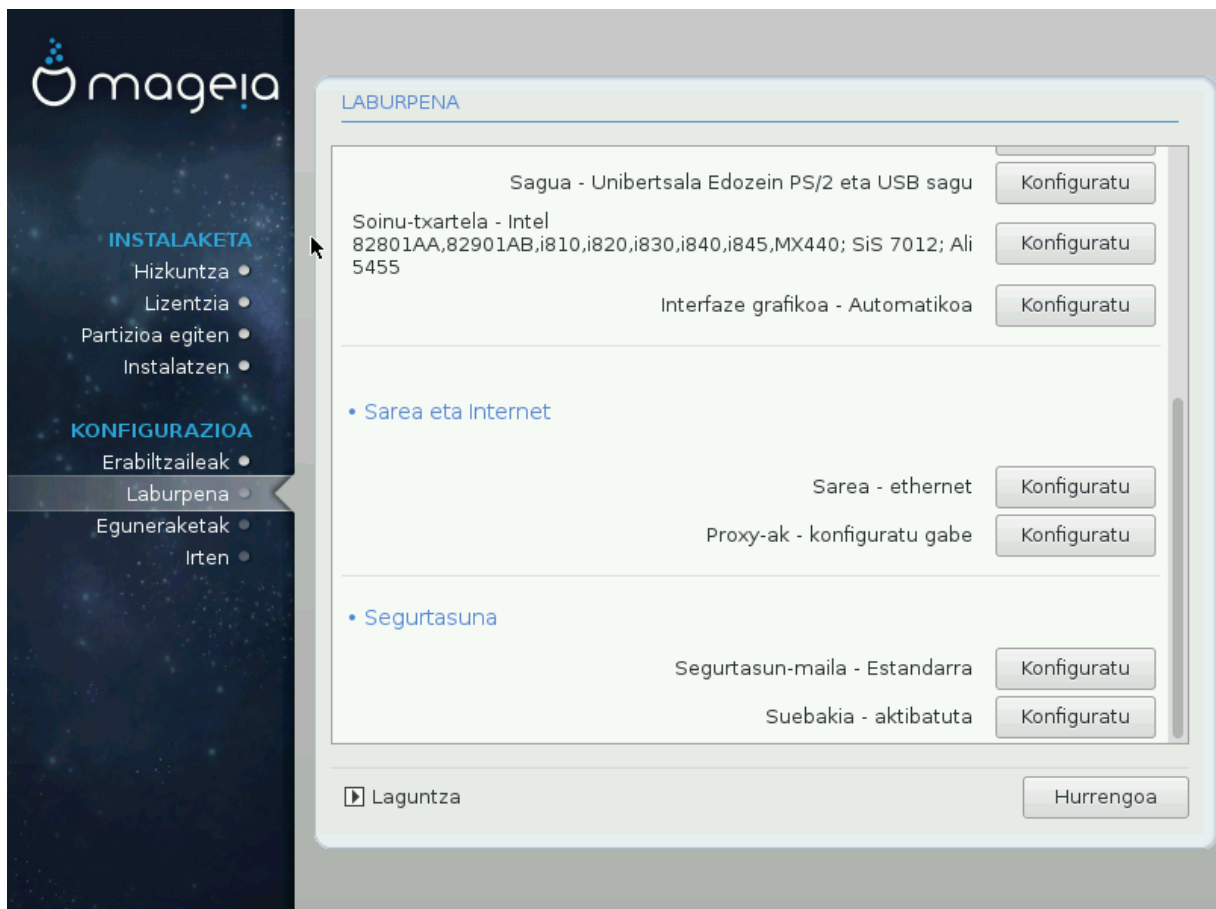 mageia
INSTALAKETA
Hizkuntza
Lizentzia
Partizioa egiten
Instalatzen
KONFIGURAZIOA
Erabiltzaileak
Laburpena
Eguneraketak
Irten
LABURPENA
Sagua - Unibertsala Edozein PS/2 eta USB sagu
Konfiguratu
Soinu-txartela - Intel
82801AA,82901AB,i810,i820,i830,i840,i845,MX440; SiS 7012; Ali
5455
Konfiguratu
Interfaze grafikoa - Automatikoa
Konfiguratu
• Sarea eta Internet
Sarea - ethernet
Konfiguratu
Proxy-ak - konfiguratu gabe
Konfiguratu
• Segurtasuna
Segurtasun-maila - Estandarra
Konfiguratu
Suebakia - aktibatuta
Konfiguratu
Laguntza
Hurrengoa